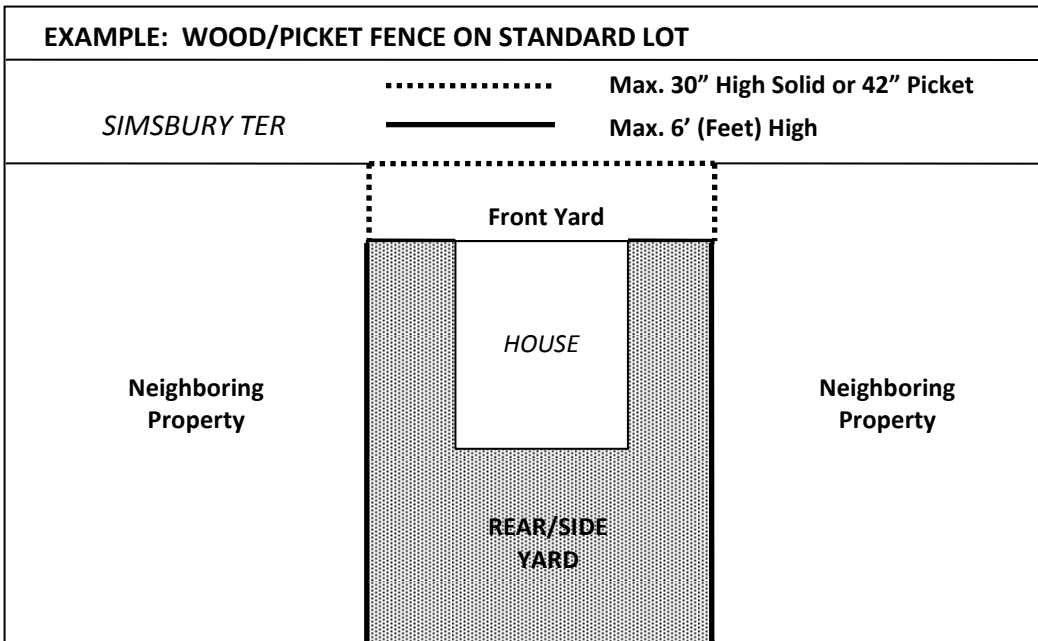 EXAMPLE:  WOOD/PICKET FENCE ON STANDARD LOT
Max. 30” High Solid or 42” Picket
SIMSBURY TER
Max. 6’ (Feet) High
Front Yard
HOUSE
Neighboring
Property
Neighboring
Property
REAR/SIDE
YARD